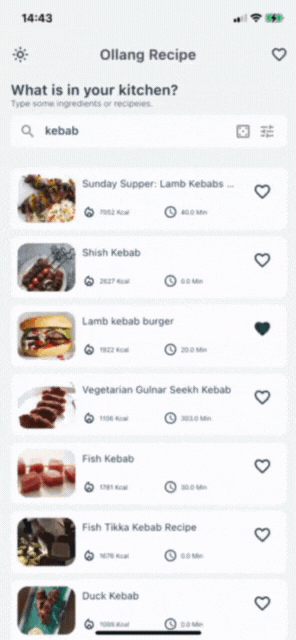 14:43
Ollang Recipe
What is in your kitchen?
Type some ingredients or recipeies.
kebab
Sunday Supper: Lamb Kebabs ...
7052 Kcal 40.0 Min
Shish Kebab
2627 Kcal 0.0 Min
Lamb kebab burger
1922 Kcal 20.0 Min
Vegetarian Gulnar Seekh Kebab
1106 Kcal 303.0 Min
Fish Kebab
1781 Kcal 30.0 Min
Fish Tikka Kebab Recipe
1676 Kcal 0.0 Min
Duck Kebab
Kcal 0.0 Min